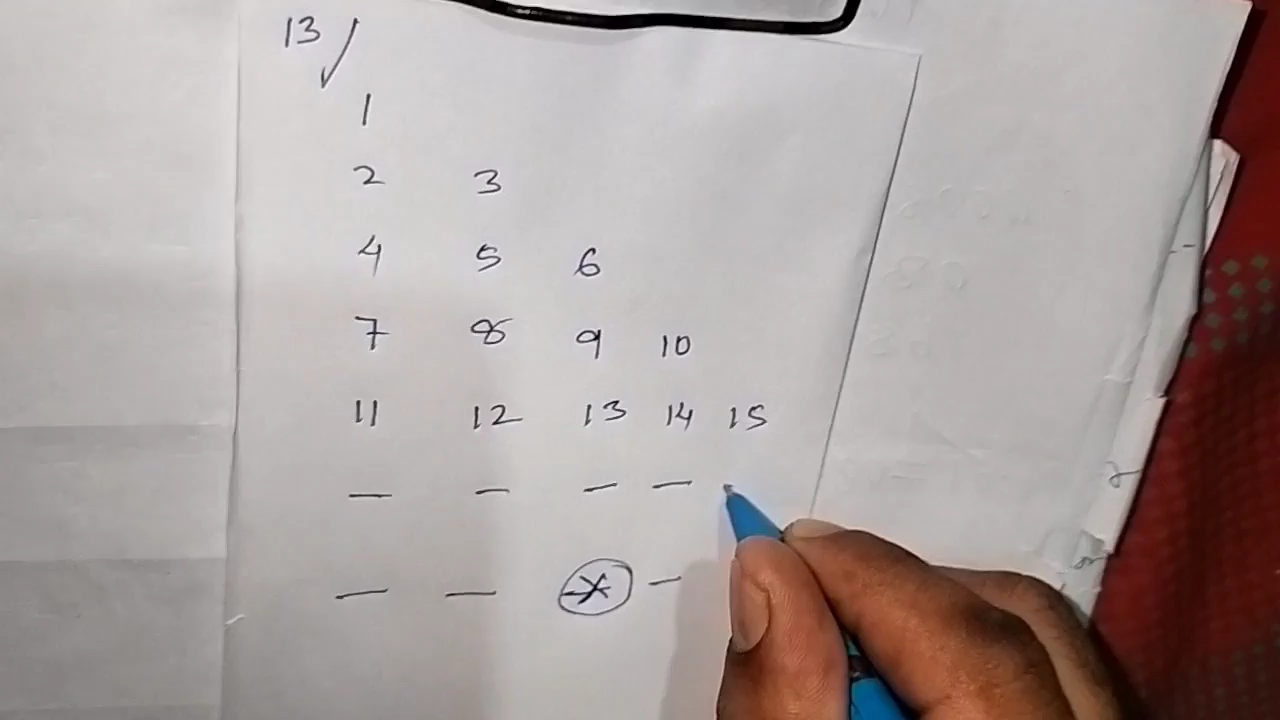 13
1
2 3
4 5 6
7 8 9 10
11 12 13 14 15
— — — —
— — * —